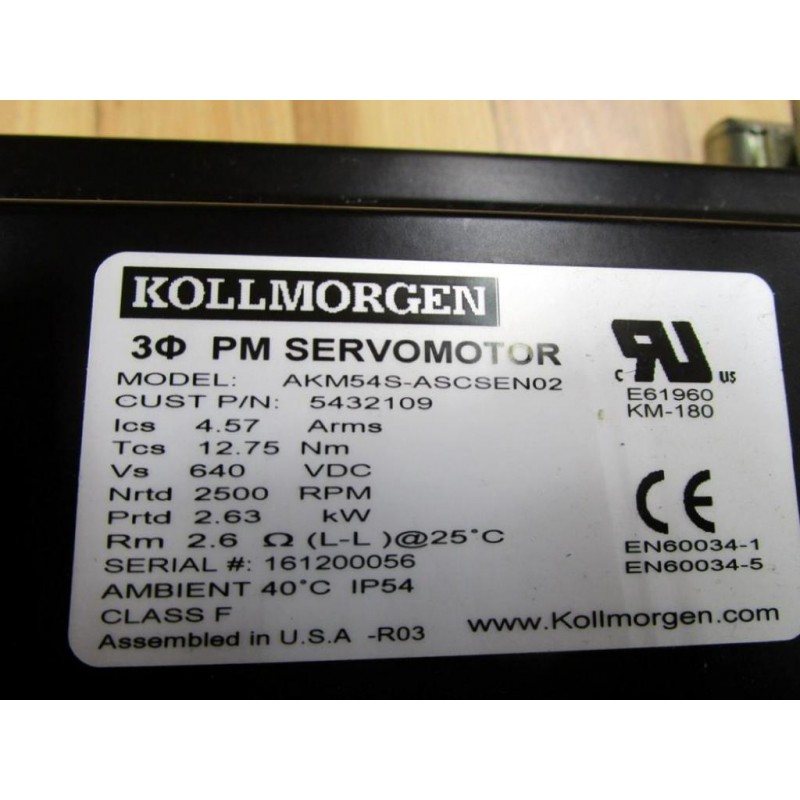 KOLLMORGEN
3Φ PM SERVOMOTOR
MODEL: AKM54S-ASCSEN02
CUST P/N: 5432109
Ics 4.57 Arms
Tcs 12.75 Nm
Vs 640 VDC
Nrtd 2500 RPM
Prtd 2.63 kW
Rm 2.6 Ω (L-L )@25°C
SERIAL #: 161200056
AMBIENT 40°C IP54
CLASS F
Assembled in U.S.A -R03
c RU US
E61960
KM-180
CE
EN60034-1
EN60034-5
www.Kollmorgen.com